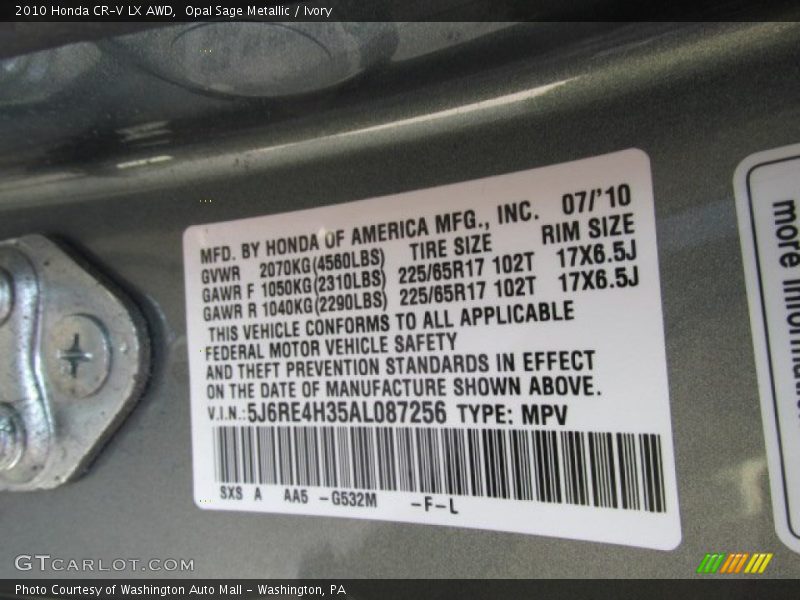 2010 Honda CR-V LX AWD, Opal Sage Metallic / Ivory
MFD. BY HONDA OF AMERICA MFG., INC. 07/'10
GVWR 2070KG(4560LBS) TIRE SIZE RIM SIZE
GAWR F 1050KG(2310LBS) 225/65R17 102T 17X6.5J
GAWR R 1040KG(2290LBS) 225/65R17 102T 17X6.5J
THIS VEHICLE CONFORMS TO ALL APPLICABLE
FEDERAL MOTOR VEHICLE SAFETY
AND THEFT PREVENTION STANDARDS IN EFFECT
ON THE DATE OF MANUFACTURE SHOWN ABOVE.
V.I.N.:5J6RE4H35AL087256 TYPE: MPV
SXS A AA5 -G532M -F-L
more
GTCARPRO.COM
Photo Courtesy of Washington Auto Mall - Washington, PA